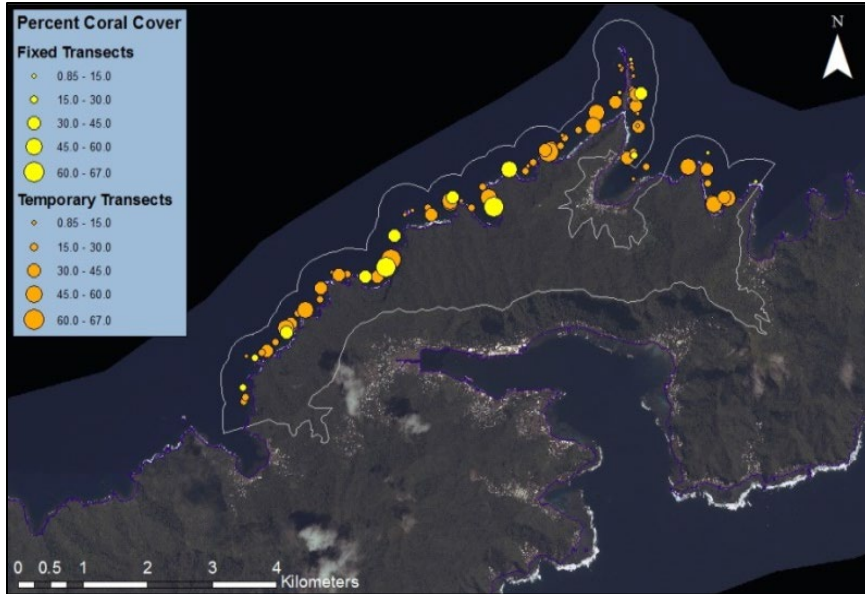 Percent Coral Cover
Fixed Transects
0.85 - 15.0
15.0 - 30.0
30.0 - 45.0
45.0 - 60.0
60.0 - 67.0
Temporary Transects
0.85 - 15.0
15.0 - 30.0
30.0 - 45.0
45.0 - 60.0
60.0 - 67.0
N
0 0.5 1 2 3 4
Kilometers